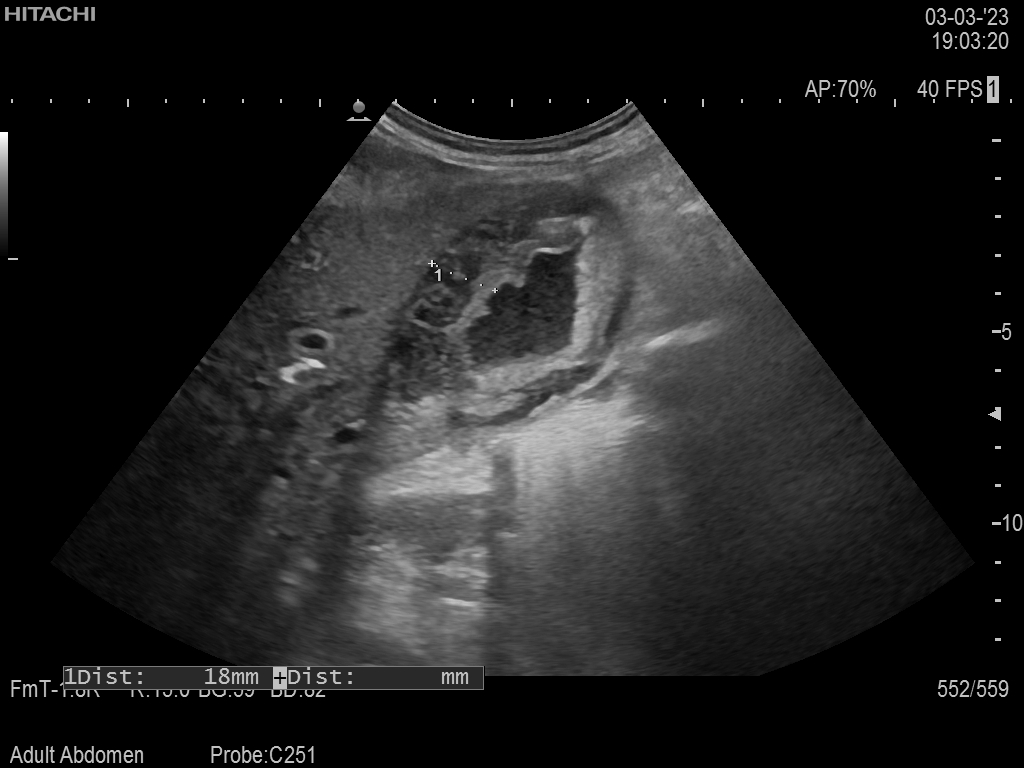 HITACHI
03-03-'23
19:03:20
AP:70% 40 FPS 1
1
5
10
1Dist: 18mm +Dist: mm
552/559
Adult Abdomen Probe:C251